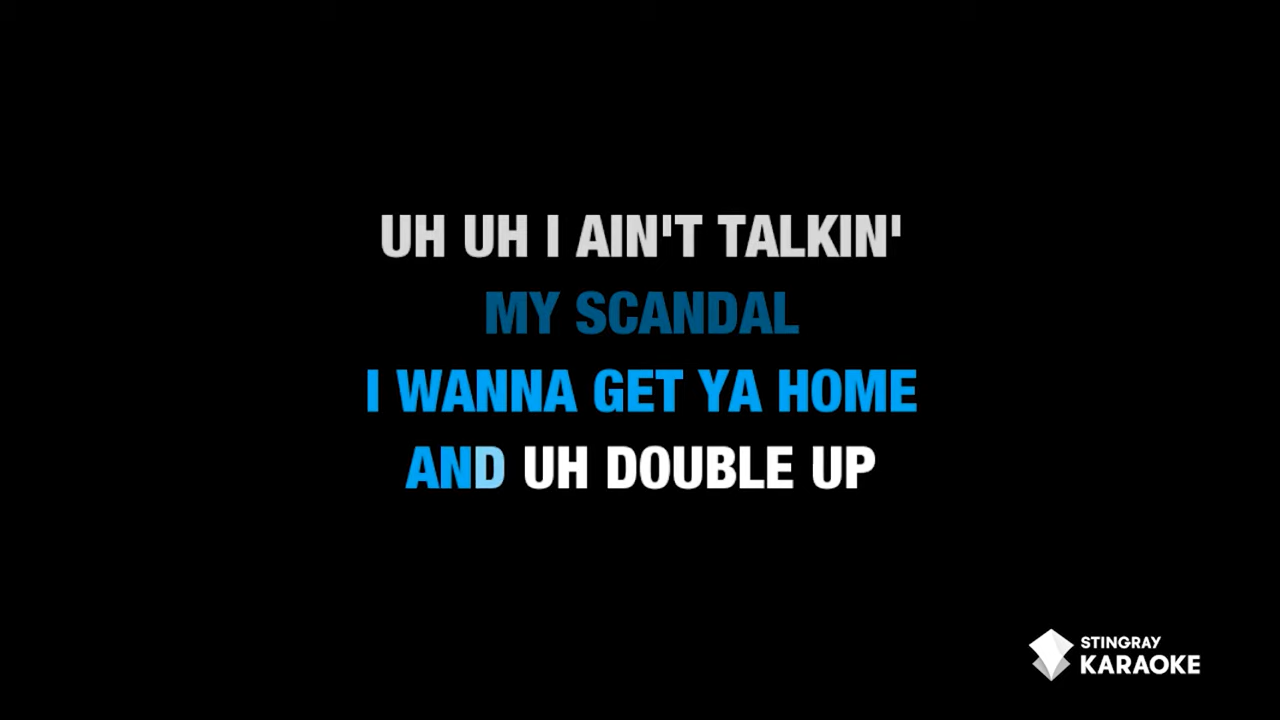 UH UH I AIN'T TALKIN'
MY SCANDAL
I WANNA GET YA HOME
AND UH DOUBLE UP
STINGRAY
KARAOKE